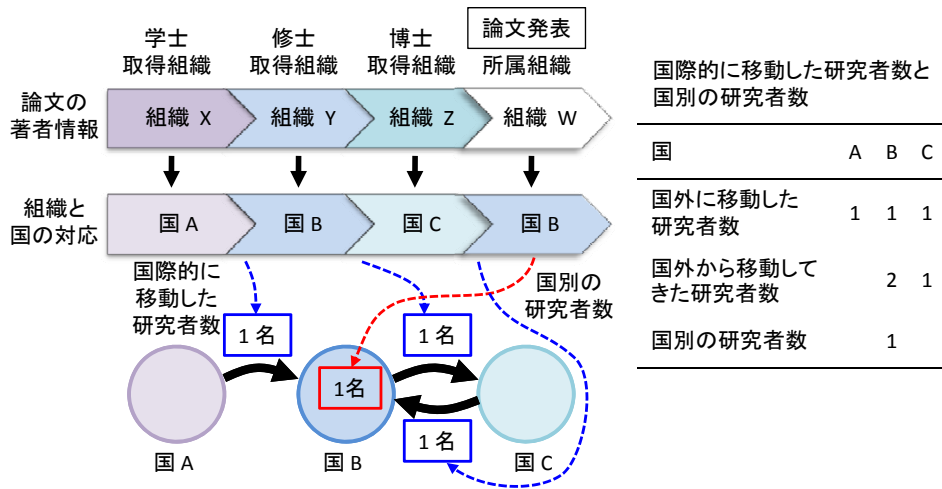 学士
取得組織
修士
取得組織
博士
取得組織
論文発表
所属組織
論文の
著者情報
組織 X
組織 Y
組織 Z
組織 W
組織と
国の対応
国 A
国 B
国 C
国 B
国際的に
移動した
研究者数
国別の
研究者数
1 名
1 名
1名
1 名
国 A
国 B
国 C
国際的に移動した研究者数と
国別の研究者数
国 A B C
国外に移動した
研究者数 1 1 1
国外から移動して
きた研究者数 2 1
国別の研究者数 1